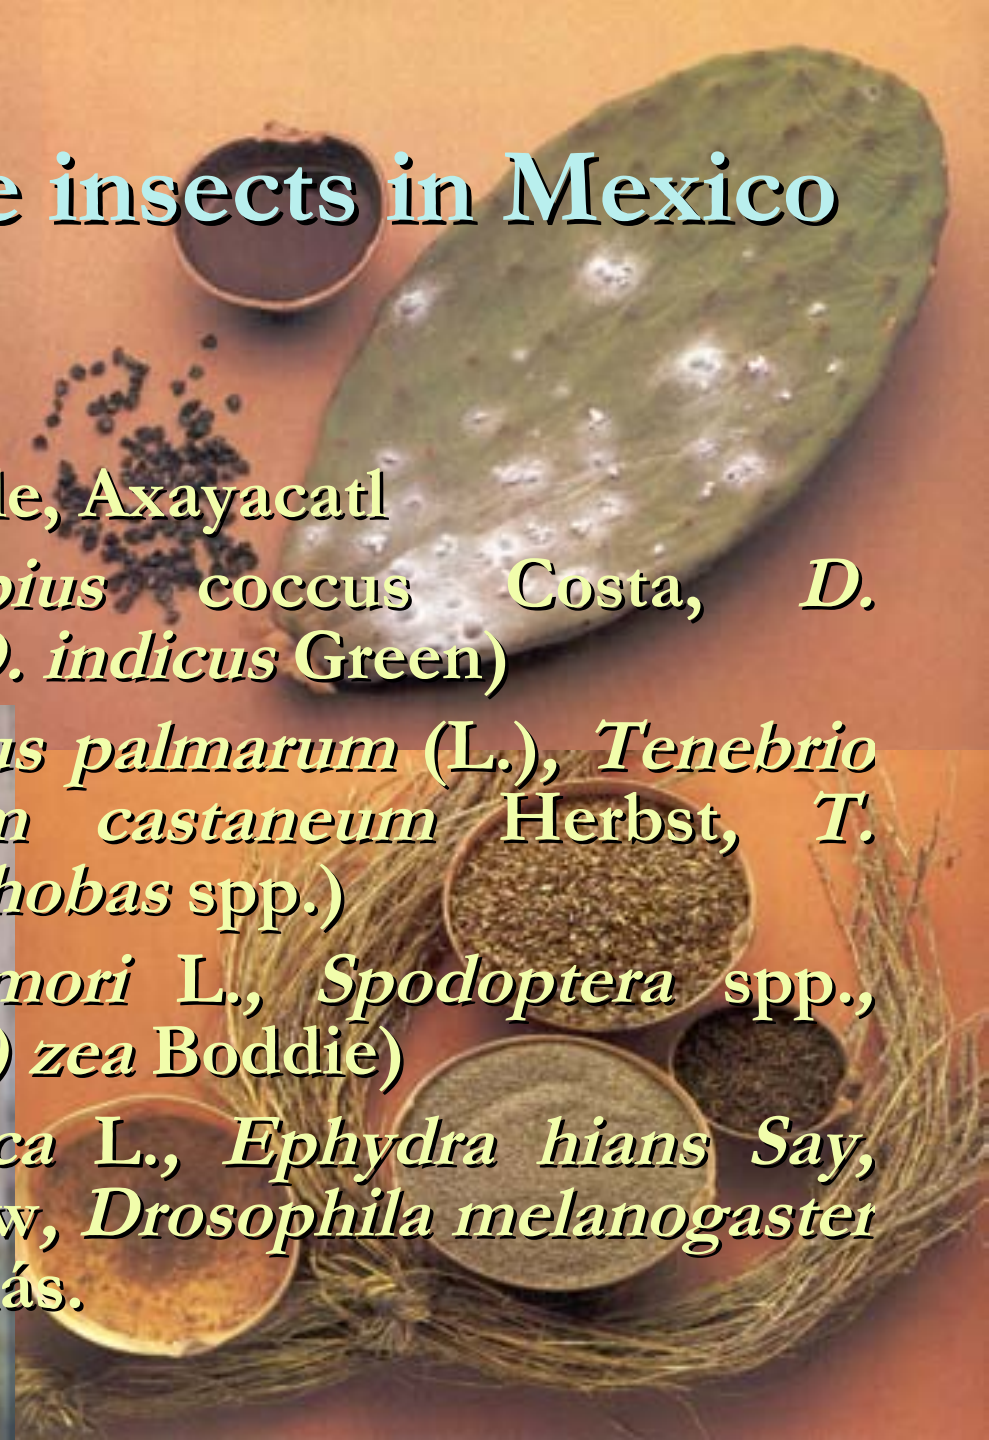 e insects in Mexico
le, Axayacatl
pius coccus Costa, D.
D. indicus Green)
us palmarum (L.), Tenebrio
m castaneum Herbst, T.
hobas spp.)
mori L., Spodoptera spp.,
) zea Boddie)
ca L., Ephydra hians Say,
w, Drosophila melanogaster
ás.